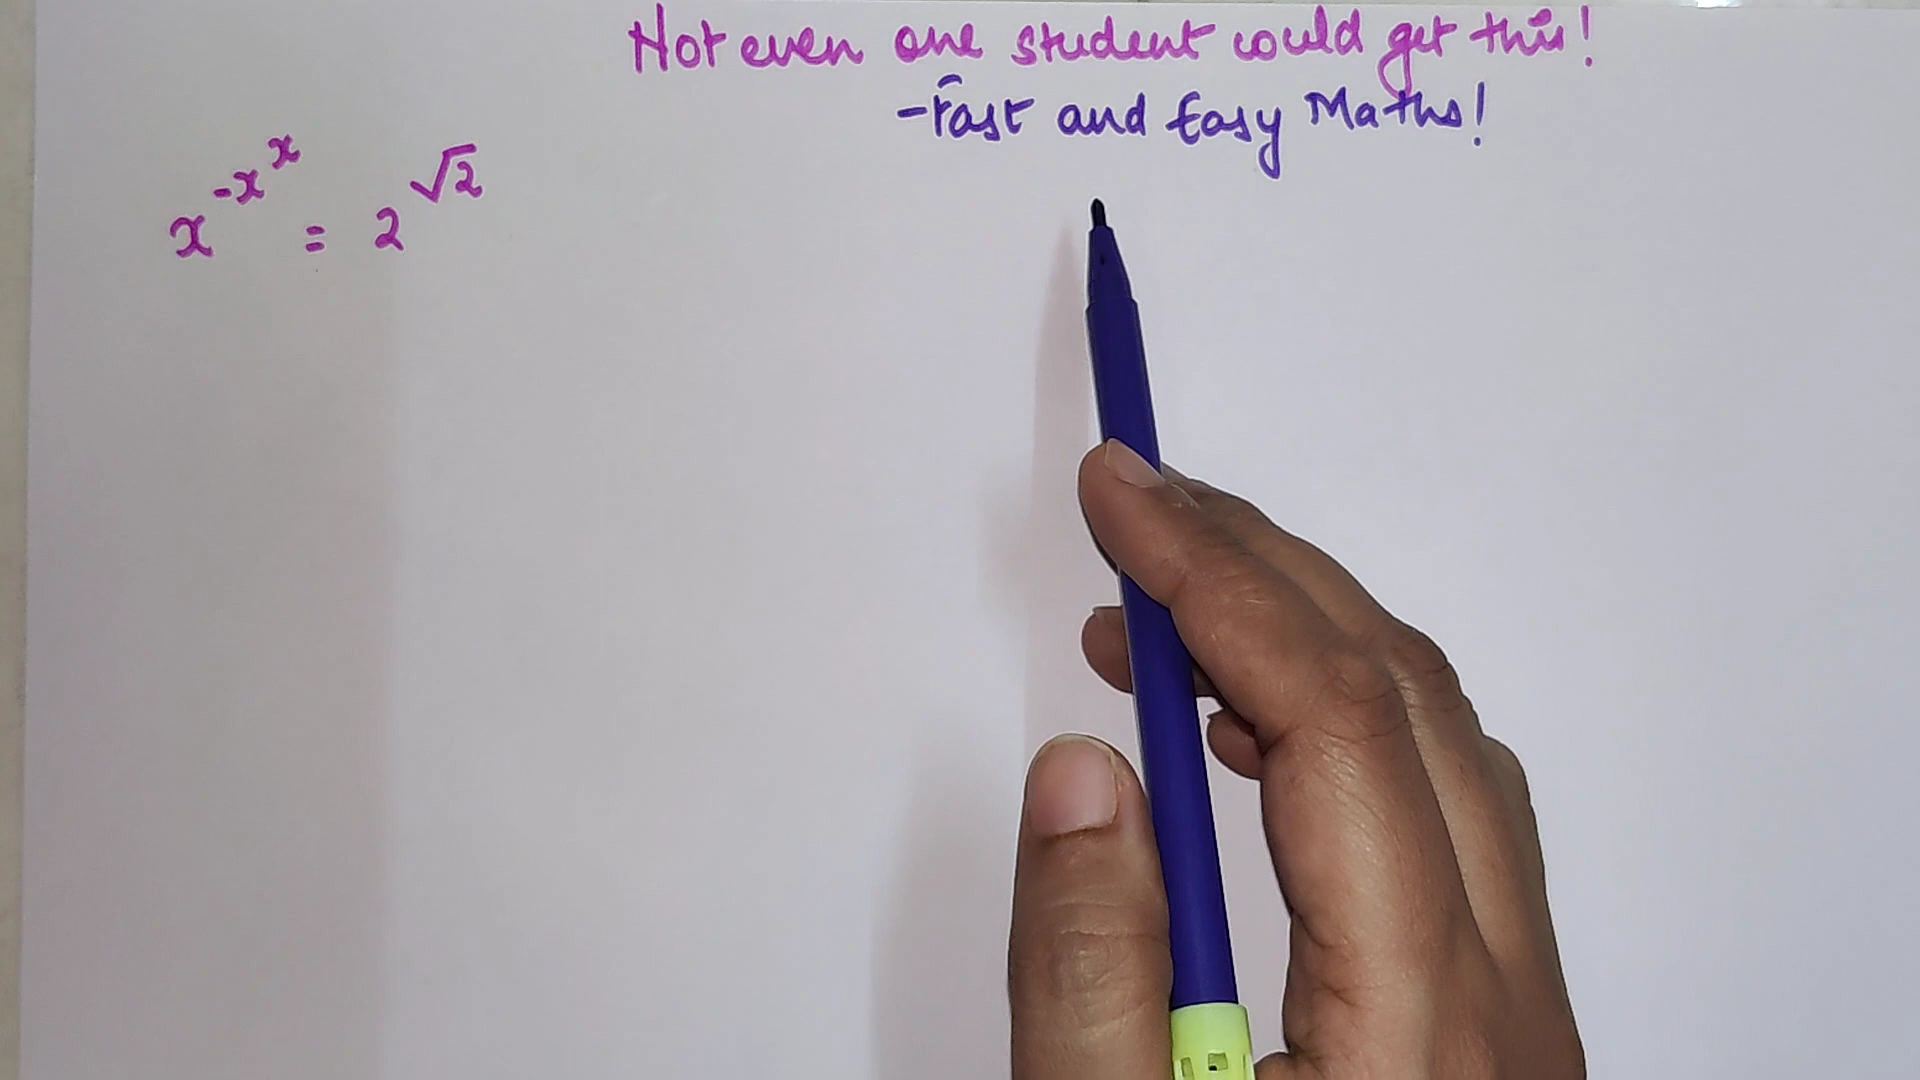 Not even one student could get this!
- Fast and Easy Maths!
x^{-x^x} = 2^{√2}